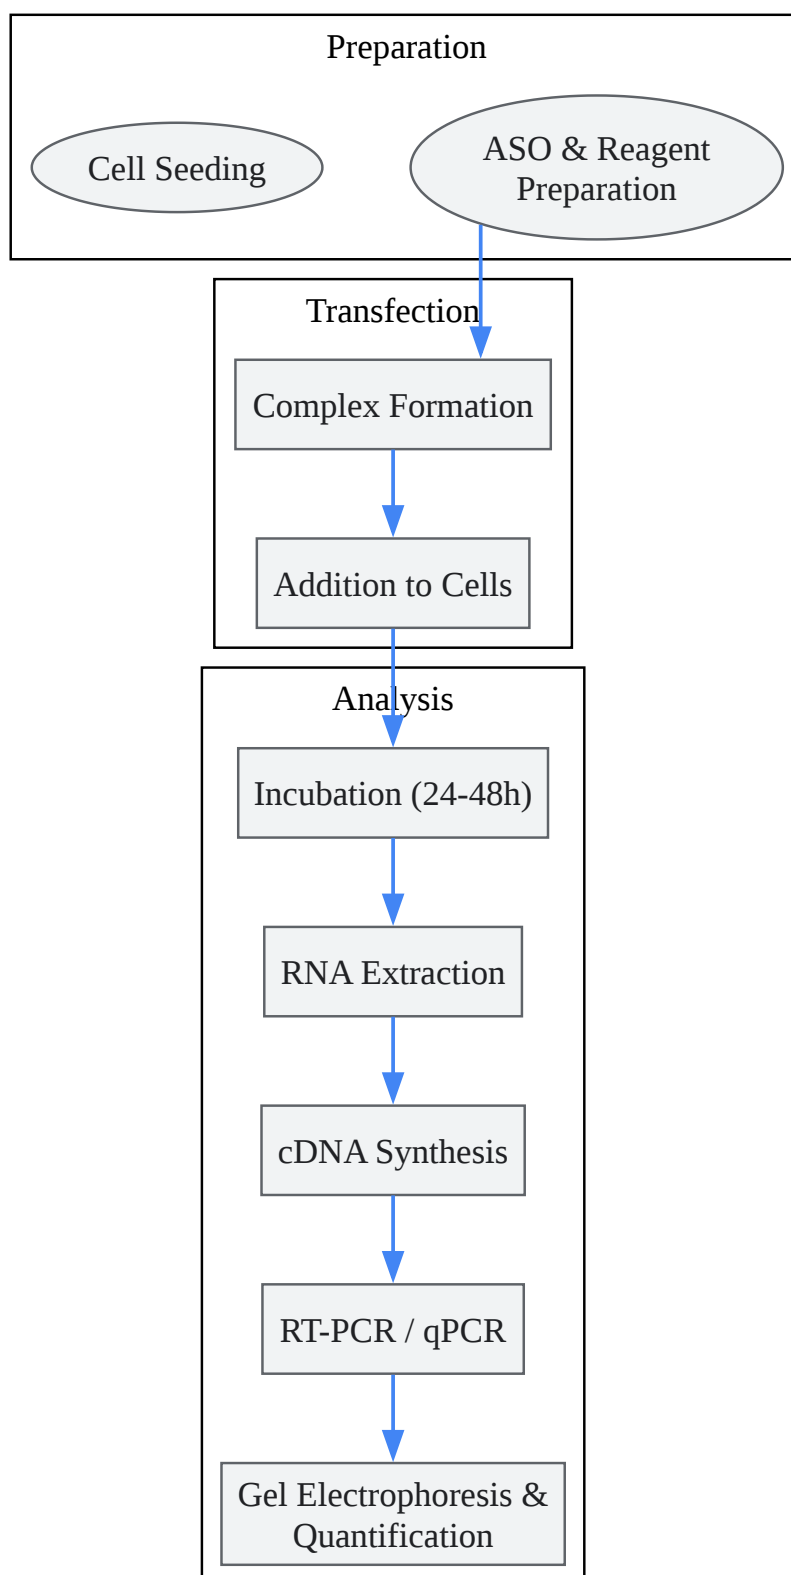 Preparation
Cell Seeding
ASO & Reagent
Preparation
Transfection
Complex Formation
Addition to Cells
Analysis
Incubation (24-48h)
RNA Extraction
cDNA Synthesis
RT-PCR / qPCR
Gel Electrophoresis &
Quantification